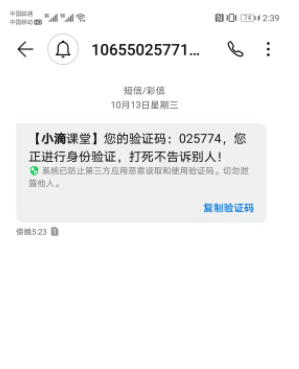 中国联通
中国移动 HD
74 2:39
10655025771...
短信/彩信
10月13日星期三
【小滴课堂】您的验证码：025774，您
正进行身份验证，打死不告诉别人！
系统已防止第三方应用恶意读取和使用验证码。切勿泄
露他人。
复制验证码
傍晚5:23 1